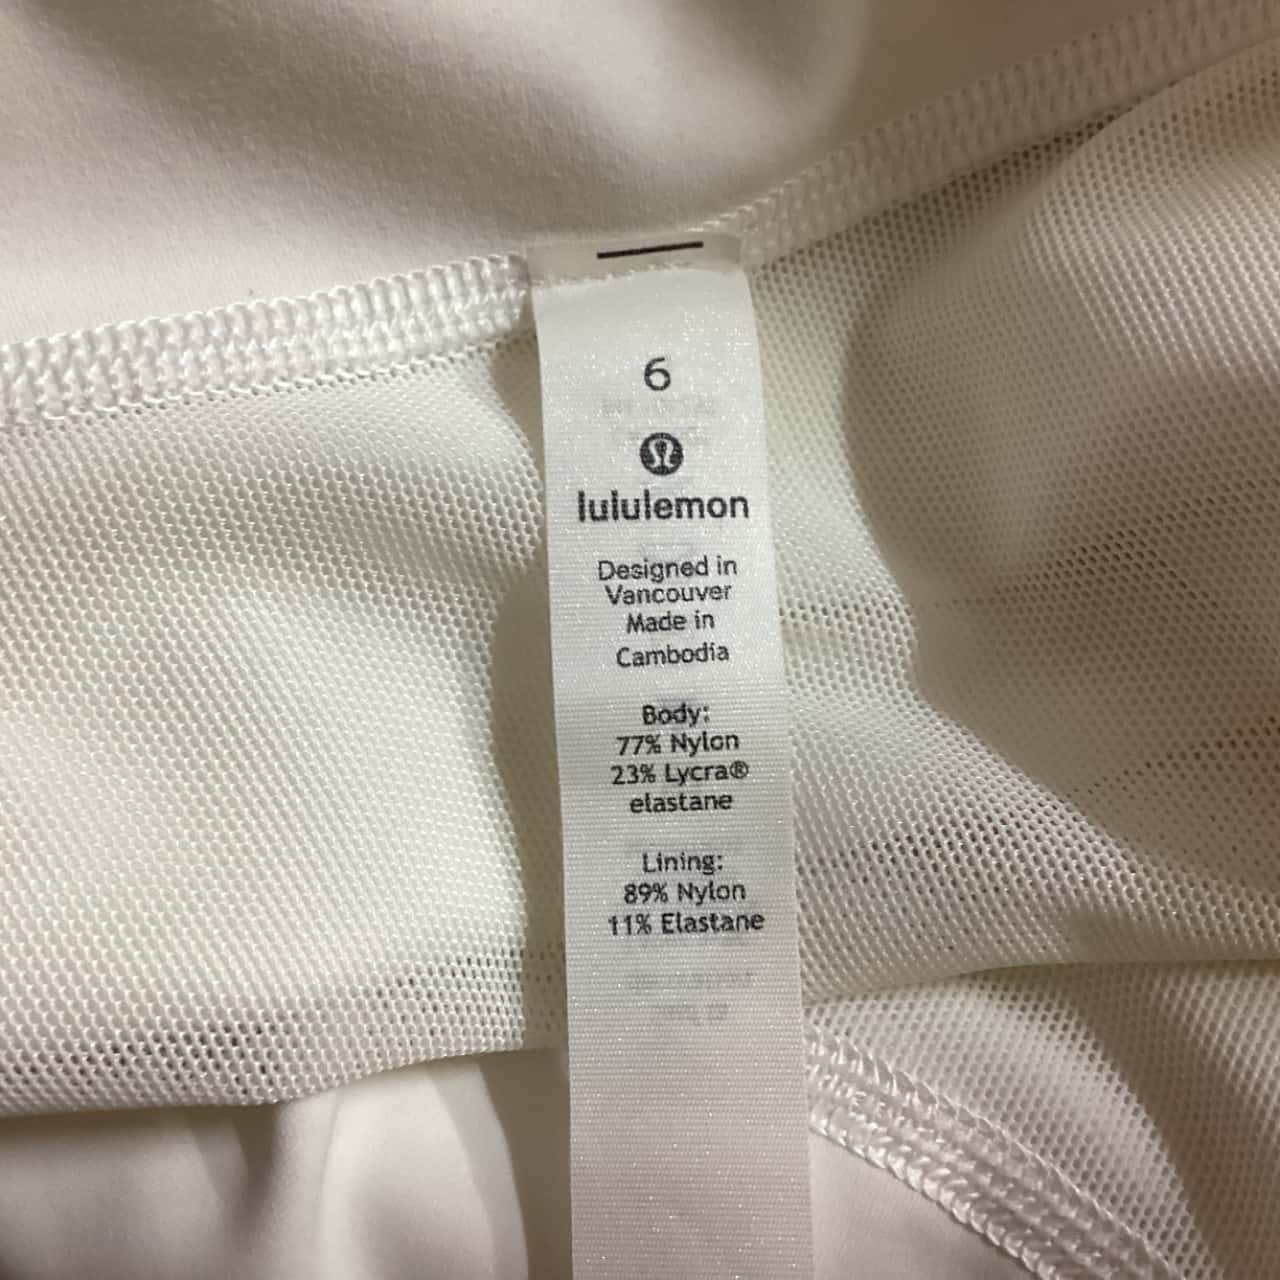 6
lululemon
Designed in
Vancouver
Made in
Cambodia
Body:
77% Nylon
23% Lycra®
elastane
Lining:
89% Nylon
11% Elastane